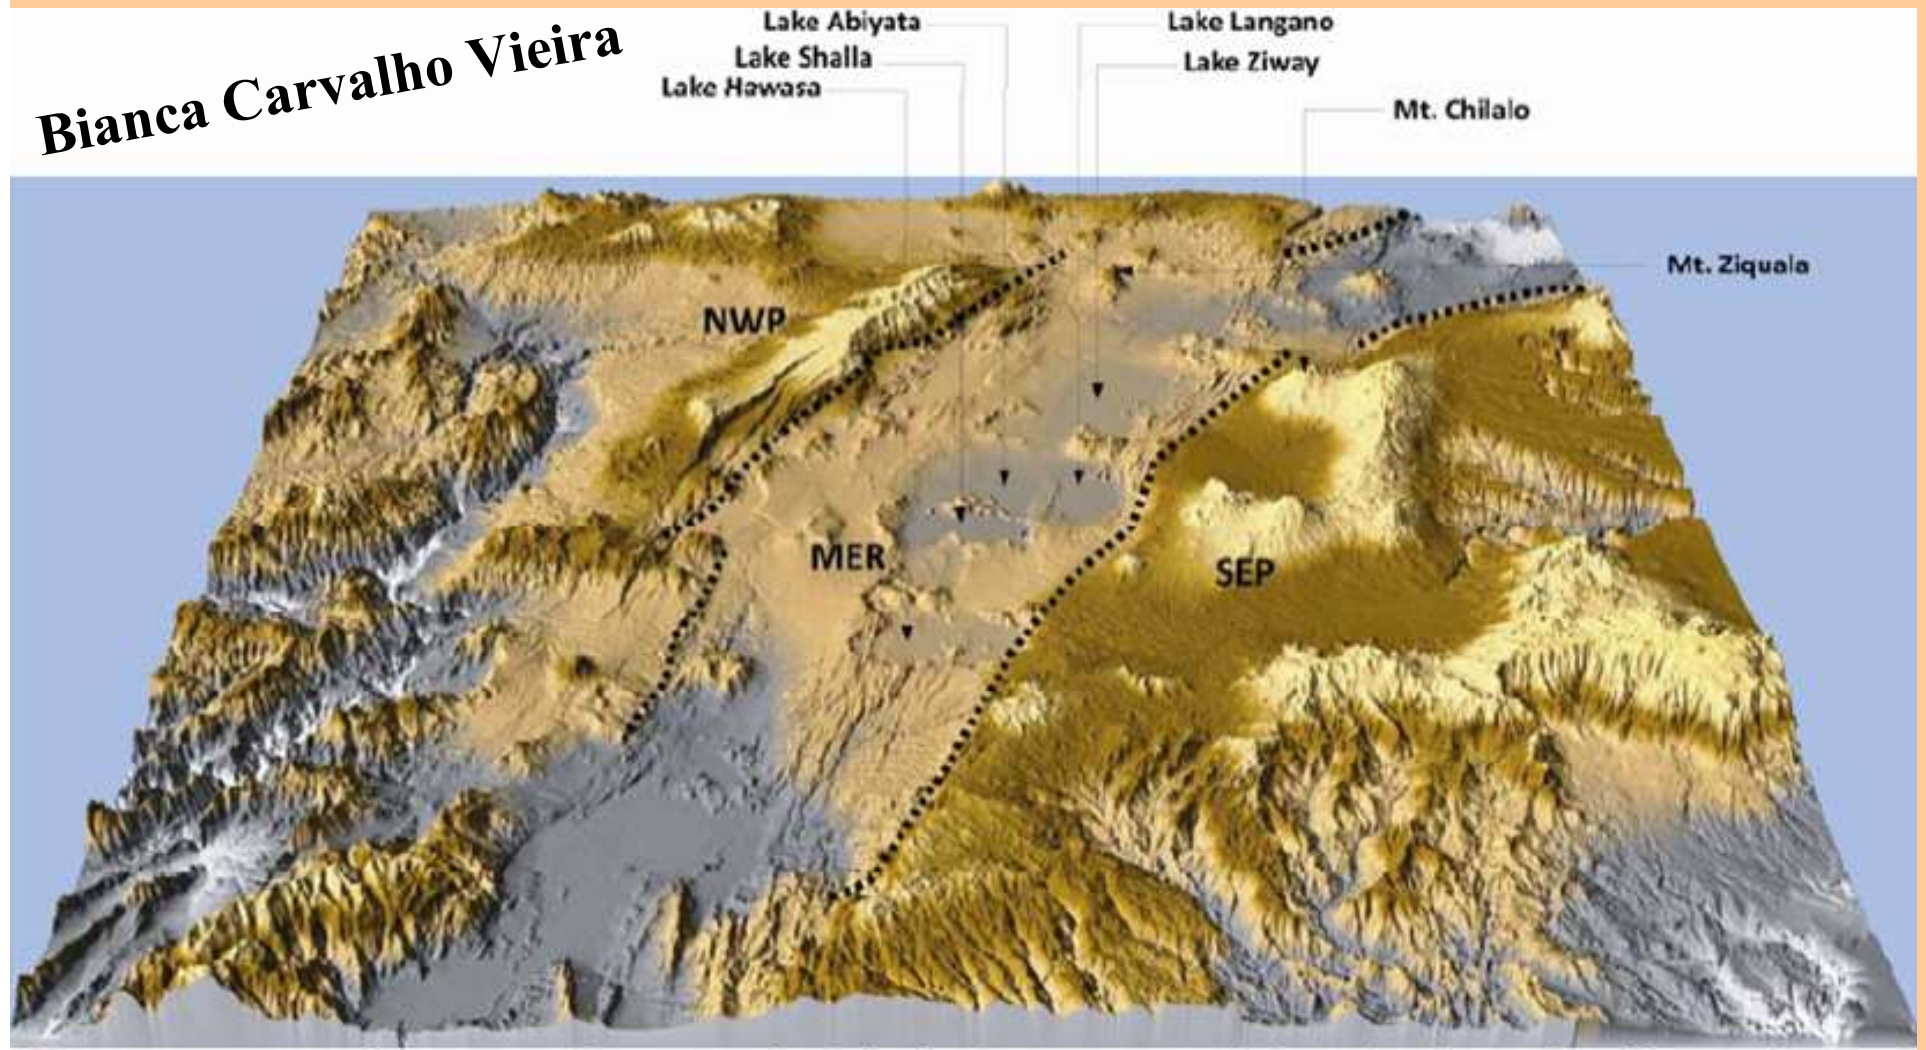 Bianca Carvalho Vieira
Lake Abiyata
Lake Shalla
Lake Hawasa
Lake Langano
Lake Ziway
Mt. Chilalo
Mt. Ziquala
NWP
MER
SEP